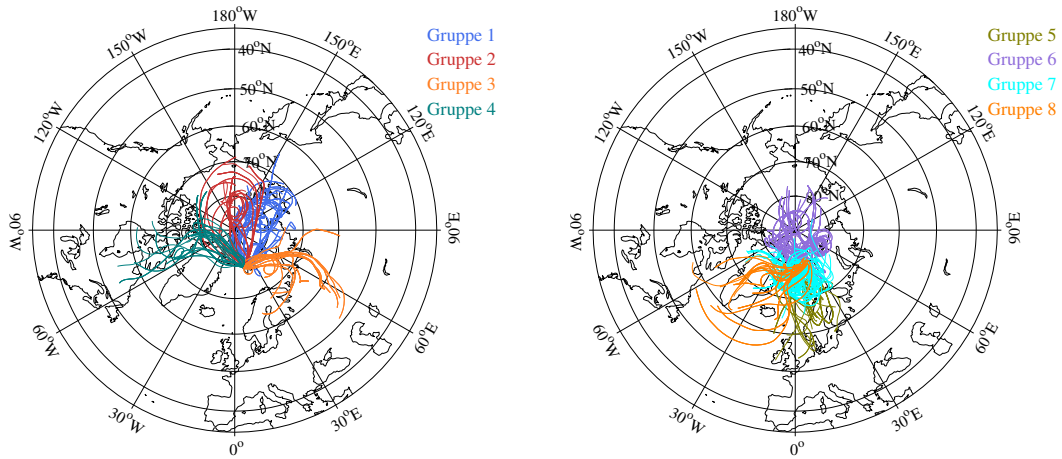 180°W
150°W
150°E
120°W
120°E
90°W
90°E
60°W
60°E
30°W
30°E
0°
40°N
50°N
60°N
70°N
Gruppe 1
Gruppe 2
Gruppe 3
Gruppe 4
180°W
150°W
150°E
120°W
120°E
90°W
90°E
60°W
60°E
30°W
30°E
0°
40°N
50°N
60°N
70°N
80°N
Gruppe 5
Gruppe 6
Gruppe 7
Gruppe 8